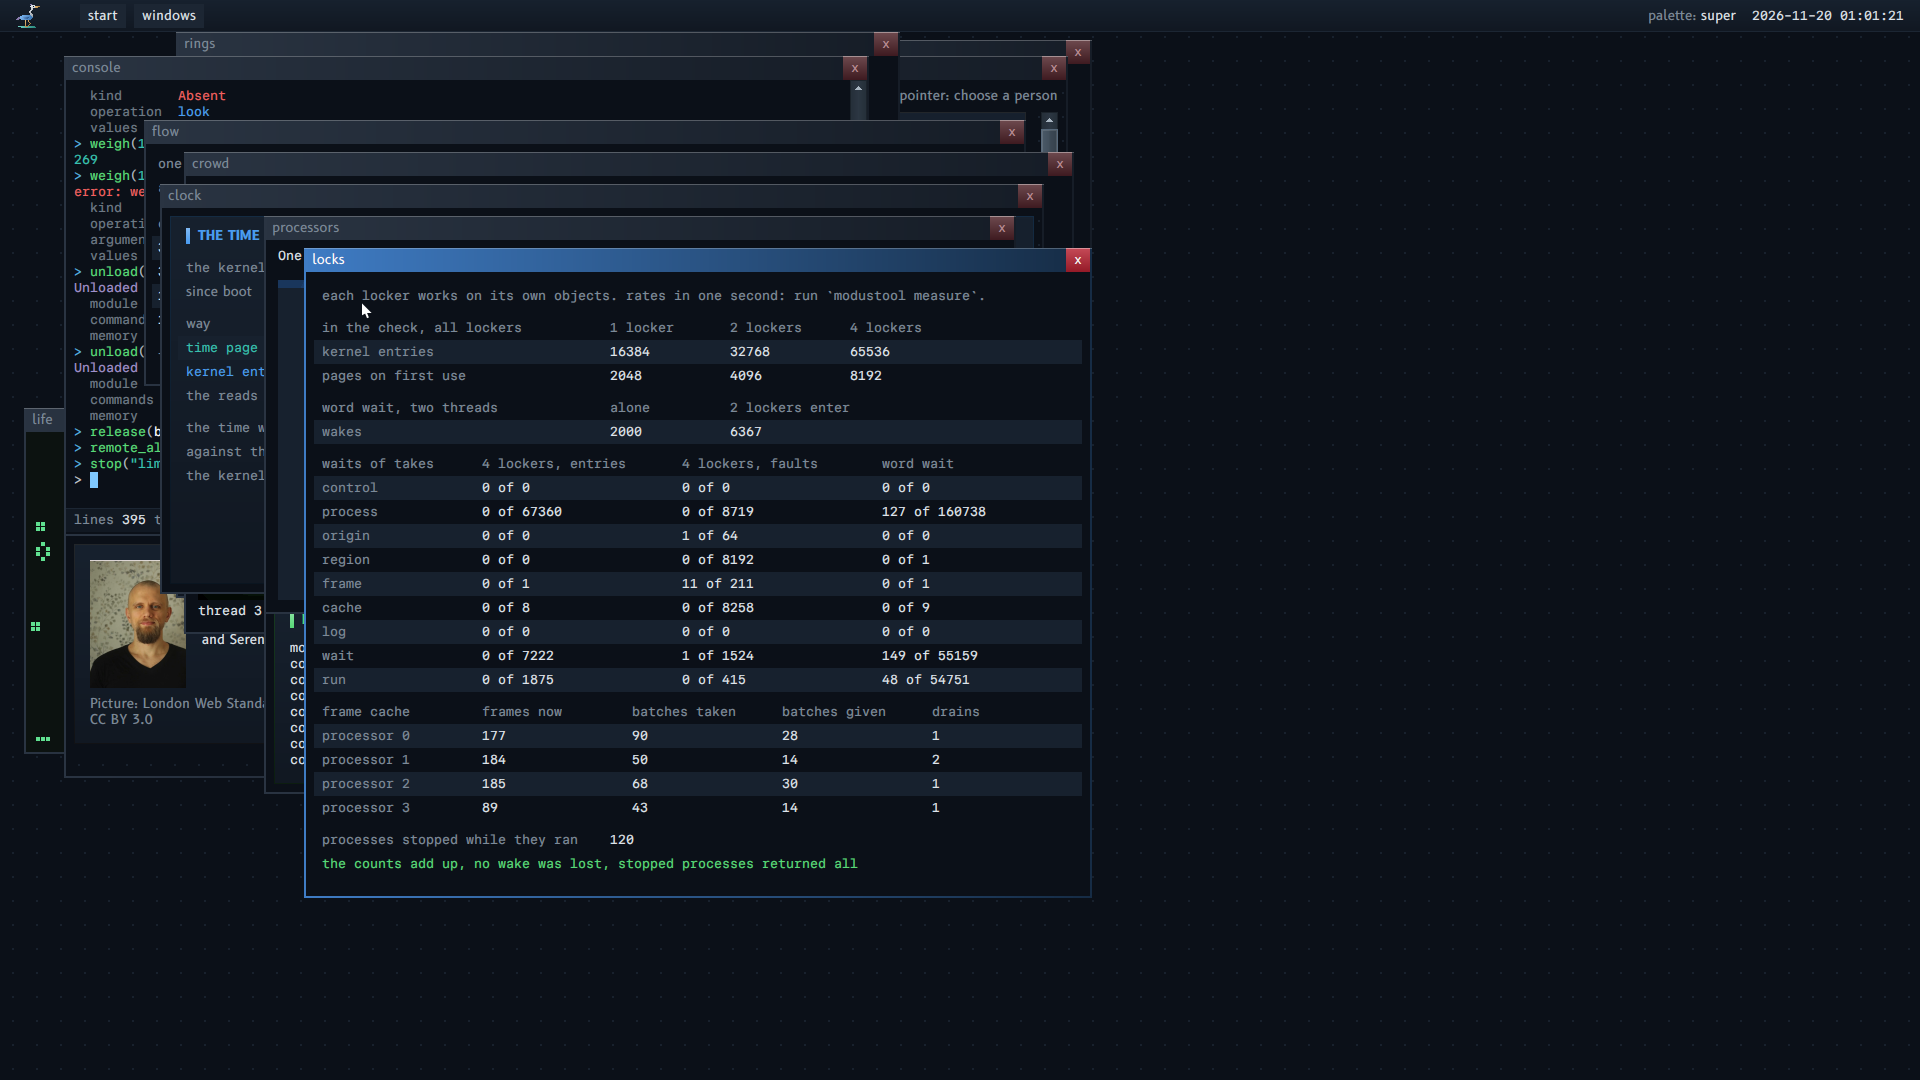 start windows palette: super 2026-11-20 01:01:21
rings x
x
console x
x
pointer: choose a person
kind Absent
operation look
values
> weigh(1
269
> weigh(1
error: we
kind
operati
argumen
values
> unload(
Unloaded
module
command
memory
> unload(
Unloaded
module
commands
memory
> release(b
> remote_al
> stop("lim
>
lines 395 t
flow x
one
crowd x
clock x
THE TIME
the kernel
since boot
way
time page
kernel ent
the reads
the time w
against th
the kernel
processors x
One
life
thread 3
and Seren
Picture: London Web Standa
CC BY 3.0
mo
co
co
co
co
co
co
co
locks x
each locker works on its own objects. rates in one second: run `modustool measure`.
in the check, all lockers 1 locker 2 lockers 4 lockers
kernel entries 16384 32768 65536
pages on first use 2048 4096 8192
word wait, two threads alone 2 lockers enter
wakes 2000 6367
waits of takes 4 lockers, entries 4 lockers, faults word wait
control 0 of 0 0 of 0 0 of 0
process 0 of 67360 0 of 8719 127 of 160738
origin 0 of 0 1 of 64 0 of 0
region 0 of 0 0 of 8192 0 of 1
frame 0 of 1 11 of 211 0 of 1
cache 0 of 8 0 of 8258 0 of 9
log 0 of 0 0 of 0 0 of 0
wait 0 of 7222 1 of 1524 149 of 55159
run 0 of 1875 0 of 415 48 of 54751
frame cache frames now batches taken batches given drains
processor 0 177 90 28 1
processor 1 184 50 14 2
processor 2 185 68 30 1
processor 3 89 43 14 1
processes stopped while they ran 120
the counts add up, no wake was lost, stopped processes returned all